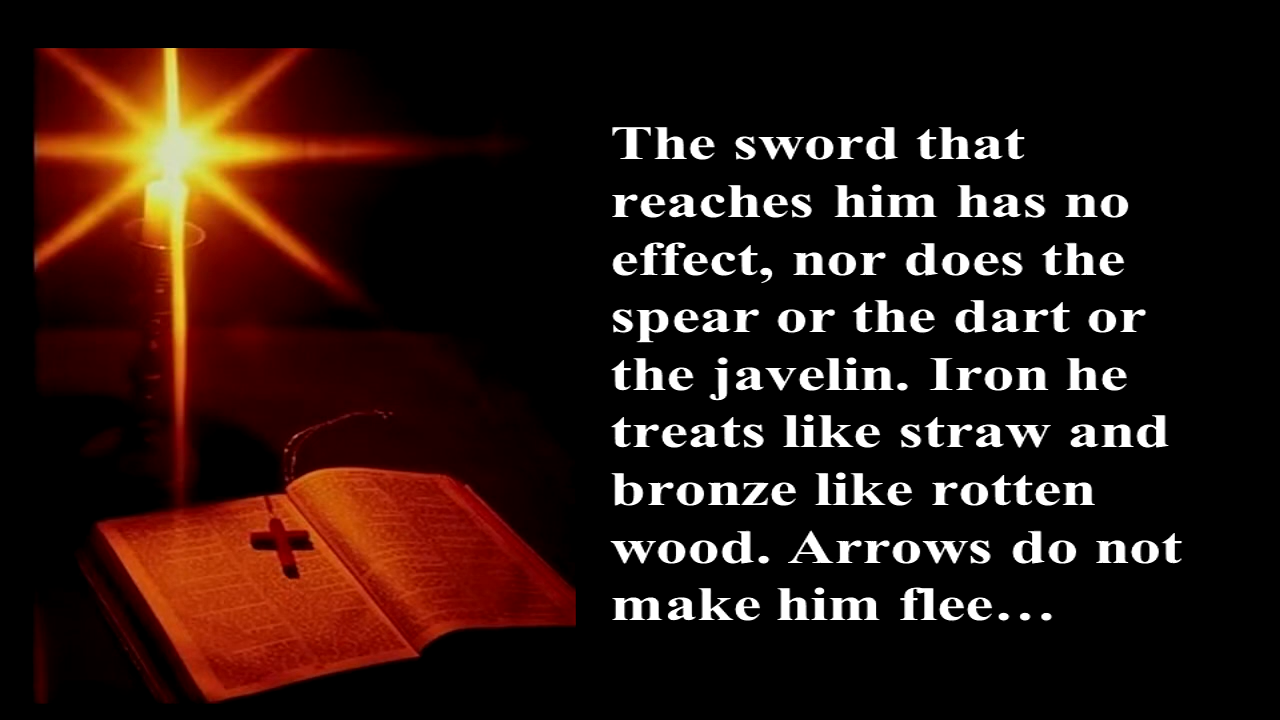 The sword that
reaches him has no
effect, nor does the
spear or the dart or
the javelin. Iron he
treats like straw and
bronze like rotten
wood. Arrows do not
make him flee…